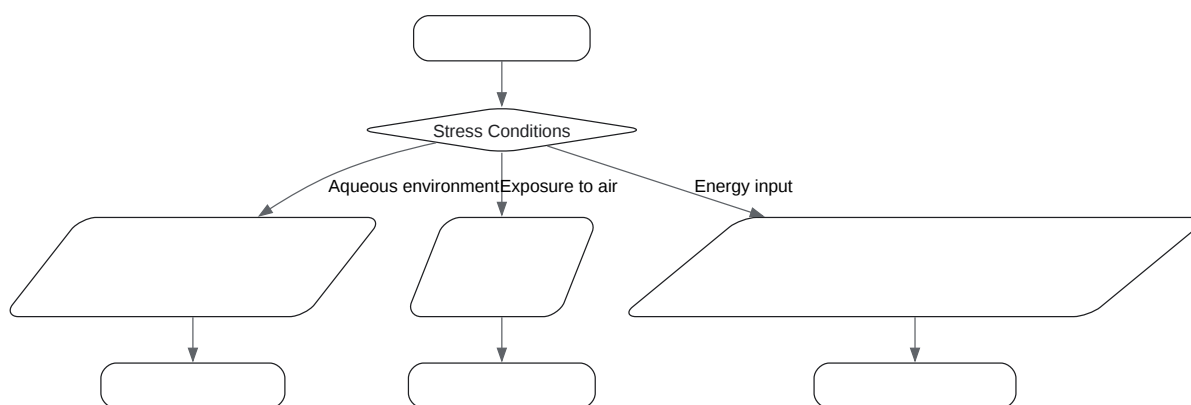 Stress Conditions
Aqueous environment
Exposure to air
Energy input